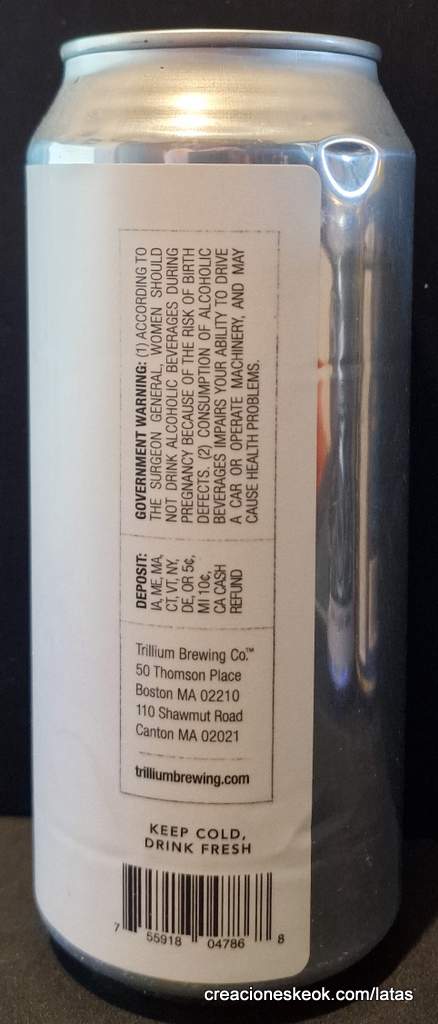 GOVERNMENT WARNING: (1) ACCORDING TO
THE SURGEON GENERAL, WOMEN SHOULD
NOT DRINK ALCOHOLIC BEVERAGES DURING
PREGNANCY BECAUSE OF THE RISK OF BIRTH
DEFECTS. (2) CONSUMPTION OF ALCOHOLIC
BEVERAGES IMPAIRS YOUR ABILITY TO DRIVE
A CAR OR OPERATE MACHINERY, AND MAY
CAUSE HEALTH PROBLEMS.
DEPOSIT:
IA, ME, MA,
CT, VT, NY,
DE, OR 5¢,
MI 10¢,
CA CASH
REFUND
Trillium Brewing Co.™
50 Thomson Place
Boston MA 02210
110 Shawmut Road
Canton MA 02021
trilliumbrewing.com
KEEP COLD,
DRINK FRESH
7 55918 04786 8
creacioneskeok.com/latas